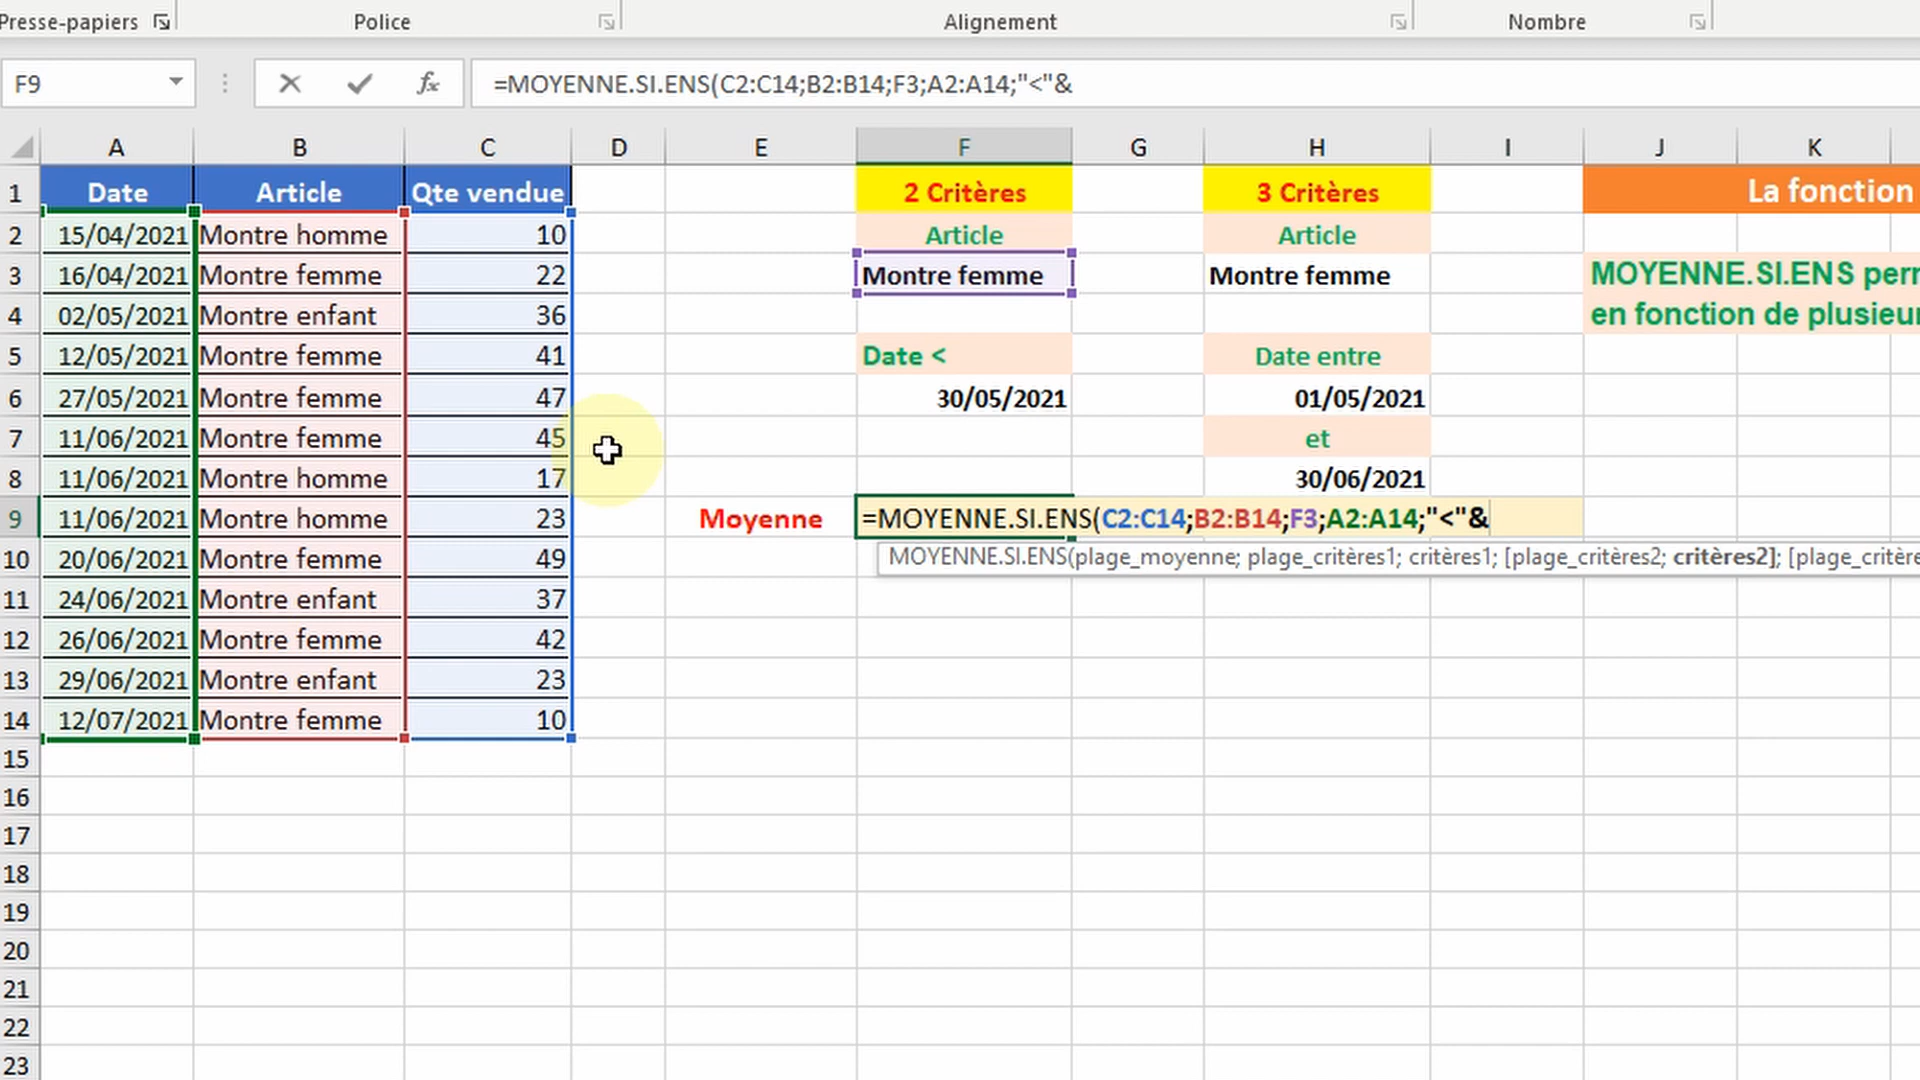 Presse-papiers Police Alignement Nombre
F9 fx =MOYENNE.SI.ENS(C2:C14;B2:B14;F3;A2:A14;"<"&
A B C D E F G H I J K
1 Date Article Qte vendue 2 Critères 3 Critères La fonction
2 15/04/2021 Montre homme 10 Article Article
3 16/04/2021 Montre femme 22 Montre femme Montre femme MOYENNE.SI.ENS perr
4 02/05/2021 Montre enfant 36 en fonction de plusieur
5 12/05/2021 Montre femme 41 Date < Date entre
6 27/05/2021 Montre femme 47 30/05/2021 01/05/2021
7 11/06/2021 Montre femme 45 et
8 11/06/2021 Montre homme 17 30/06/2021
9 11/06/2021 Montre homme 23 Moyenne =MOYENNE.SI.ENS(C2:C14;B2:B14;F3;A2:A14;"<"&
10 20/06/2021 Montre femme 49 MOYENNE.SI.ENS(plage_moyenne; plage_critères1; critères1; [plage_critères2; critères2]; [plage_critère
11 24/06/2021 Montre enfant 37
12 26/06/2021 Montre femme 42
13 29/06/2021 Montre enfant 23
14 12/07/2021 Montre femme 10
15
16
17
18
19
20
21
22
23